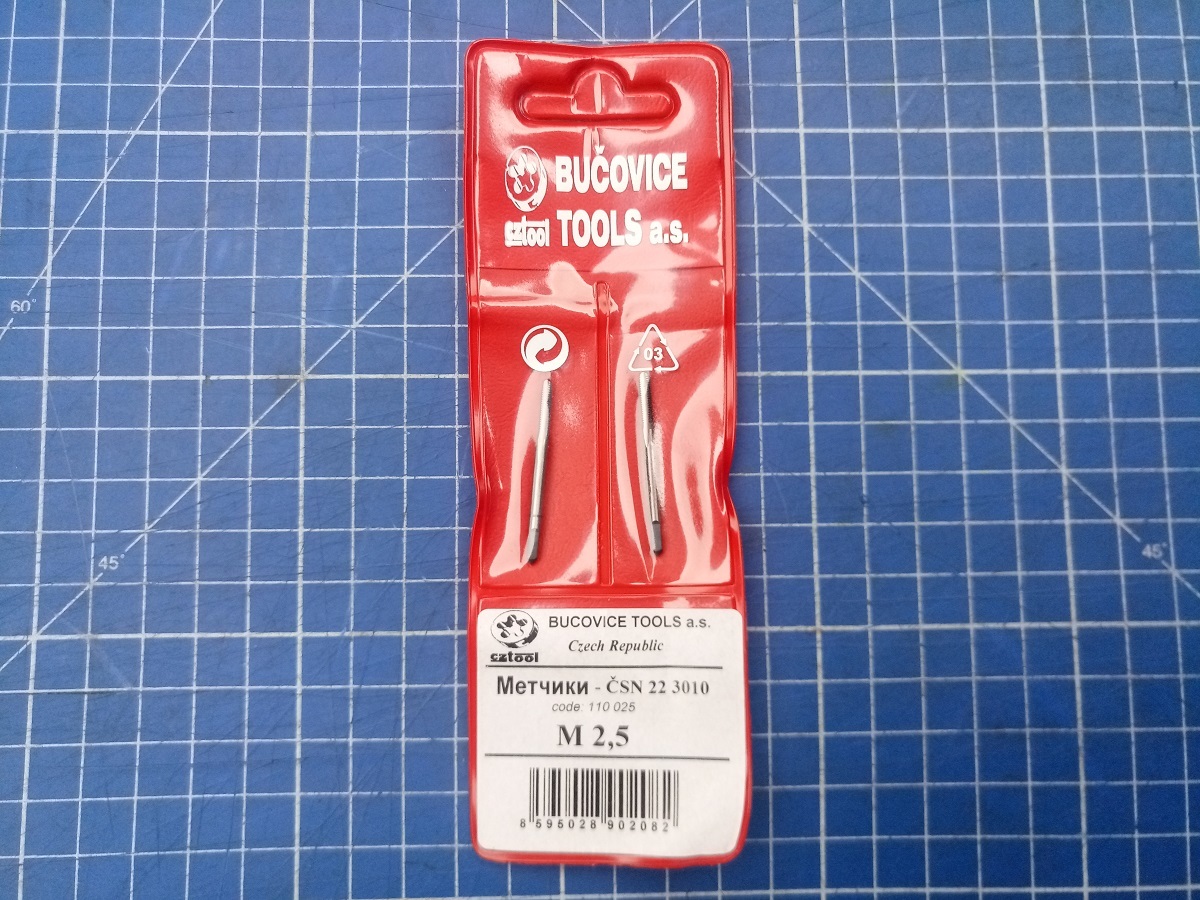 BUČOVICE
cztool TOOLS a.s.
03
60°
45°
45°
BUCOVICE TOOLS a.s.
Czech Republic
cztool
Метчики - ČSN 22 3010
code: 110 025
M 2,5
8 595028 902082